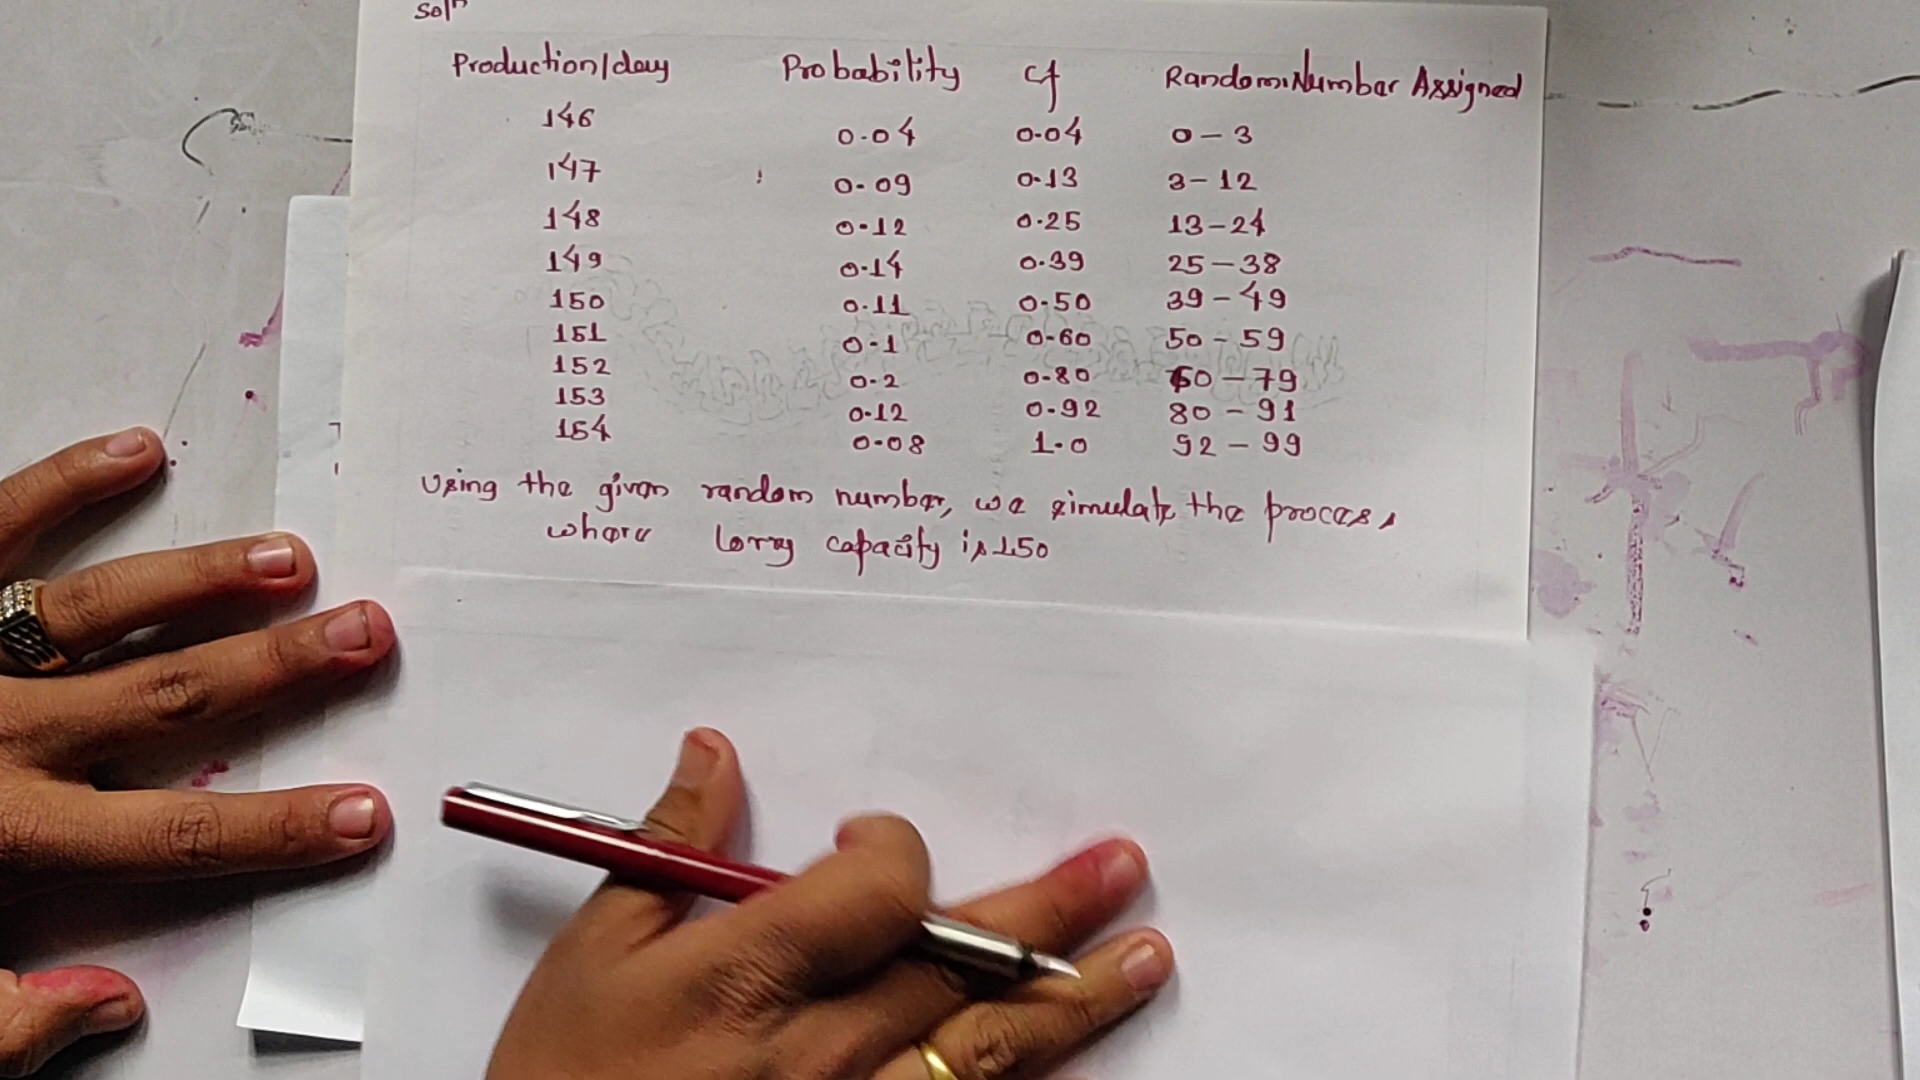 Soln
Production/day Probability cf Random Number Assigned
146 0.04 0.04 0-3
147 0.09 0.13 3-12
148 0.12 0.25 13-24
149 0.14 0.39 25-38
150 0.11 0.50 39-49
151 0.1 0.60 50-59
152 0.2 0.80 60-79
153 0.12 0.92 80-91
154 0.08 1.0 92-99
Using the given random number, we simulate the process,
where lorry capacity is 150